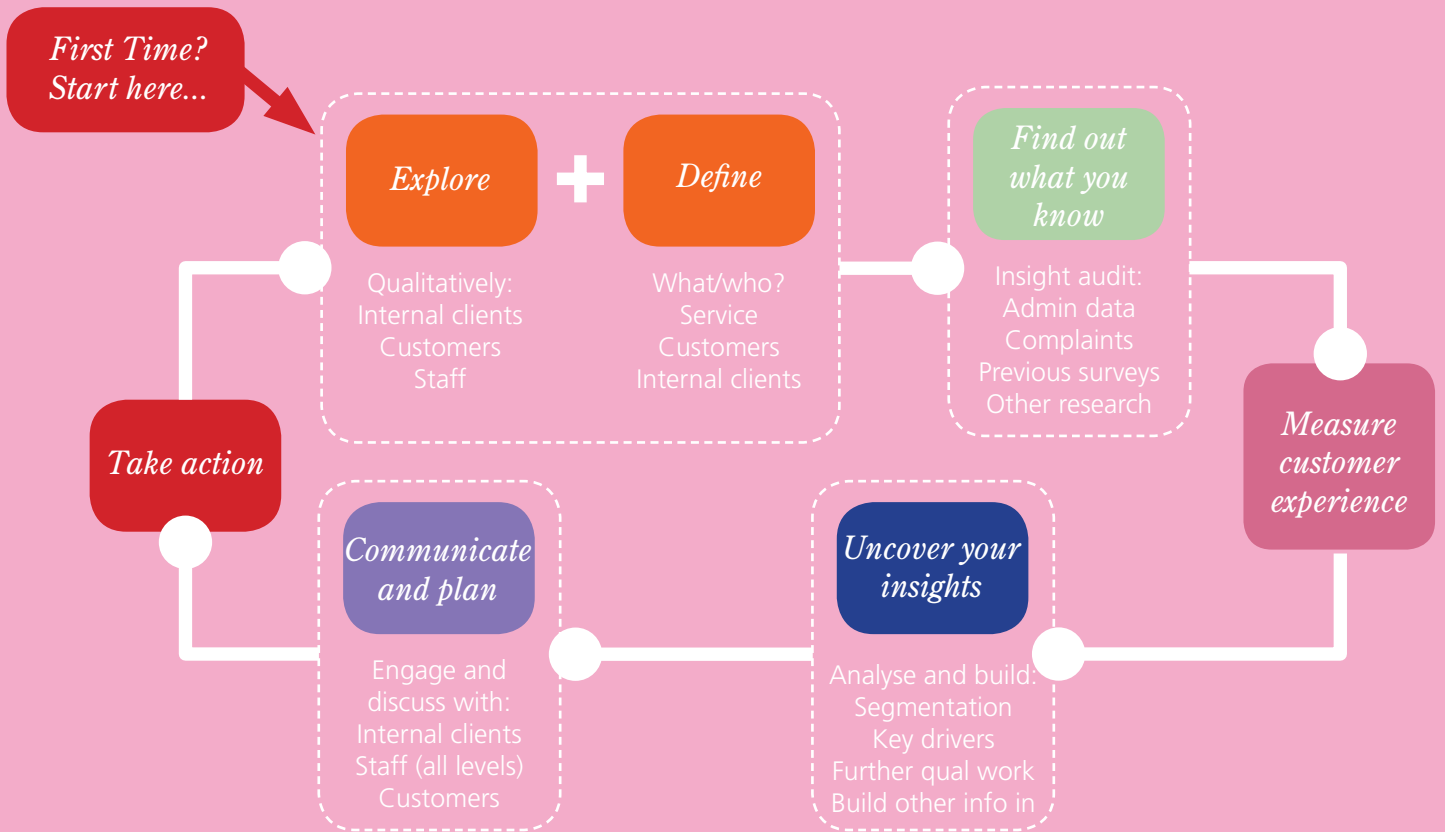 First Time?
Start here...
Explore
Define
Qualitatively:
Internal clients
Customers
Staff
What/who?
Service
Customers
Internal clients
Find out
what you
know
Insight audit:
Admin data
Complaints
Previous surveys
Other research
Measure
customer
experience
Uncover your
insights
Analyse and build:
Segmentation
Key drivers
Further qual work
Build other info in
Communicate
and plan
Engage and
discuss with:
Internal clients
Staff (all levels)
Customers
Take action